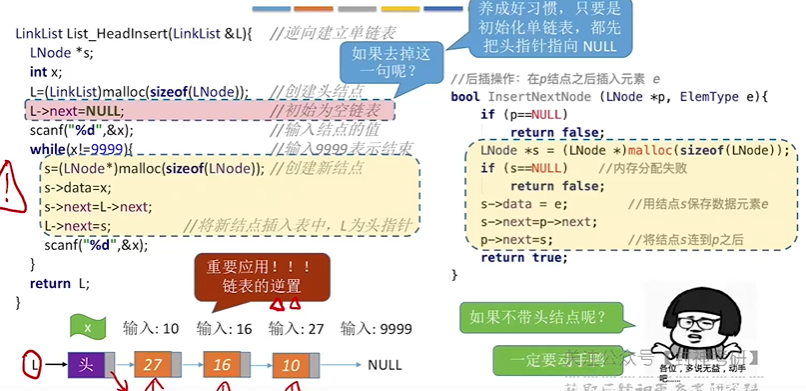 LinkList List_HeadInsert(LinkList &L){ //逆向建立单链表
LNode *s;
int x;
L=(LinkList)malloc(sizeof(LNode)); //创建头结点
L->next=NULL; //初始为空链表
scanf("%d",&x); //输入结点的值
while(x!=9999){ //输入9999表示结束
s=(LNode*)malloc(sizeof(LNode)); //创建新结点
s->data=x;
s->next=L->next;
L->next=s; //将新结点插入表中，L为头指针
scanf("%d",&x);
}
return L;
}
如果去掉这
一句呢？
养成好习惯，只要是
初始化单链表，都先
把头指针指向 NULL
//后插操作：在p结点之后插入元素 e
bool InsertNextNode (LNode *p, ElemType e){
if (p==NULL)
return false;
LNode *s = (LNode *)malloc(sizeof(LNode));
if (s==NULL) //内存分配失败
return false;
s->data = e; //用结点s保存数据元素e
s->next=p->next;
p->next=s; //将结点s连到p之后
return true;
}
重要应用！！！
链表的逆置
x 输入: 10 输入: 16 输入: 27 输入: 9999
L 头 27 16 10 NULL
如果不带头结点呢？
一定要动手鸭
各位，多说无益，动手
吧